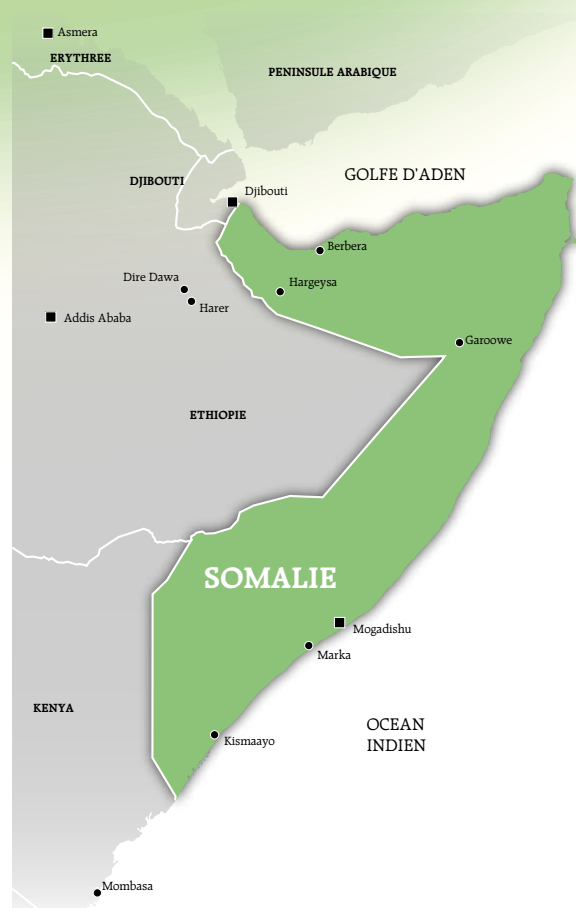 Asmera
ERYTHREE
PENINSULE ARABIQUE
GOLFE D'ADEN
DJIBOUTI
Djibouti
Berbera
Dire Dawa
Hargeysa
Harer
Addis Ababa
Garoowe
ETHIOPIE
SOMALIE
Mogadishu
Marka
KENYA
OCEAN
INDIEN
Kismaayo
Mombasa